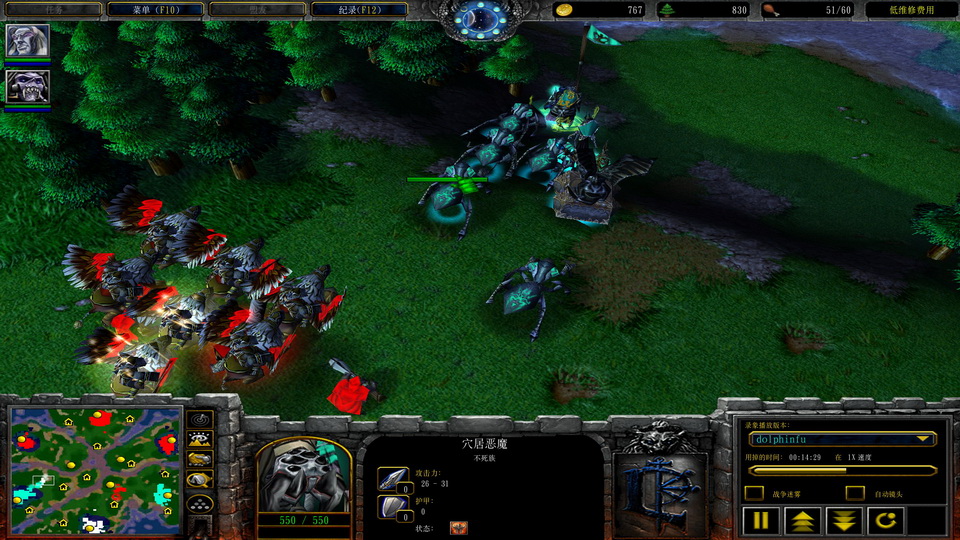 任务
菜单 (F10)
盟友
纪录(F12)
767
830
51/60
低维修费用
穴居恶魔
不死族
攻击力:
26 - 31
0
护甲:
0
0
状态:
550 / 550
录象播放版本:
dolphinfu
用掉的时间: 00:14:29 在 1X 速度
战争迷雾
自动镜头